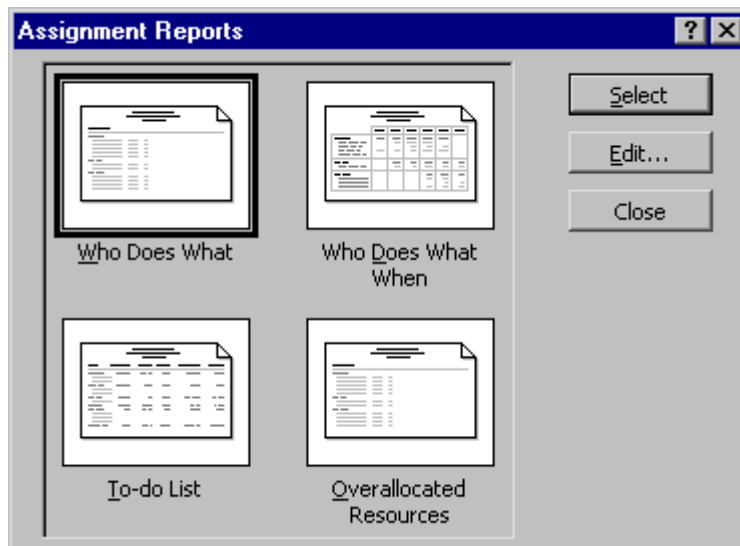 Assignment Reports
Select
Edit...
Close
Who Does What
Who Does What
When
To-do List
Overallocated
Resources